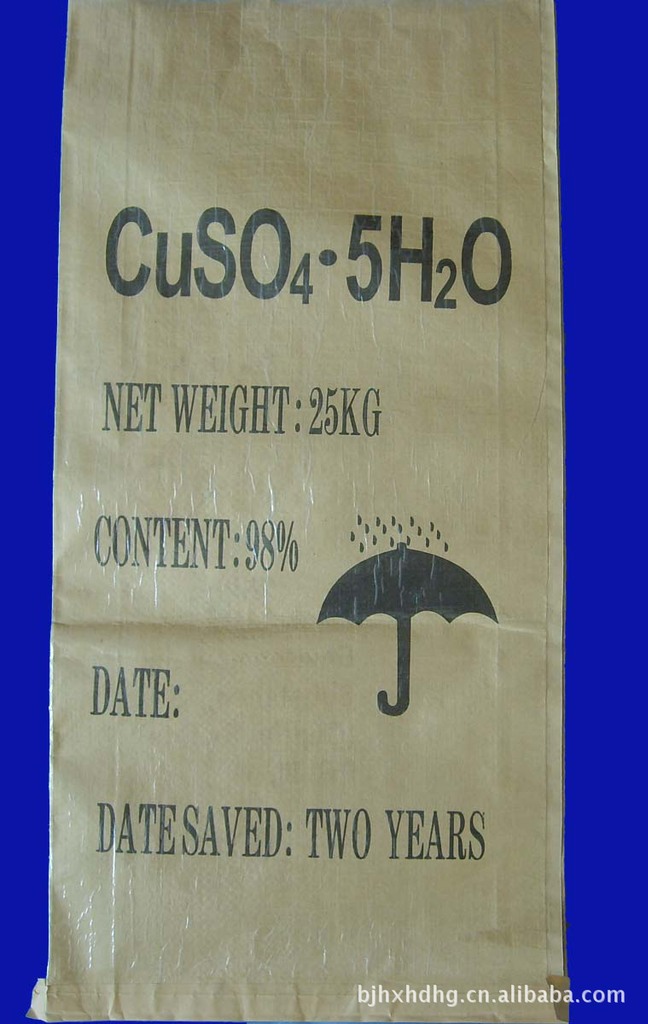 CuSO₄·5H₂O
NET WEIGHT: 25KG
CONTENT: 98%
DATE:
DATE SAVED: TWO YEARS
bjhxhdhg.cn.alibaba.com